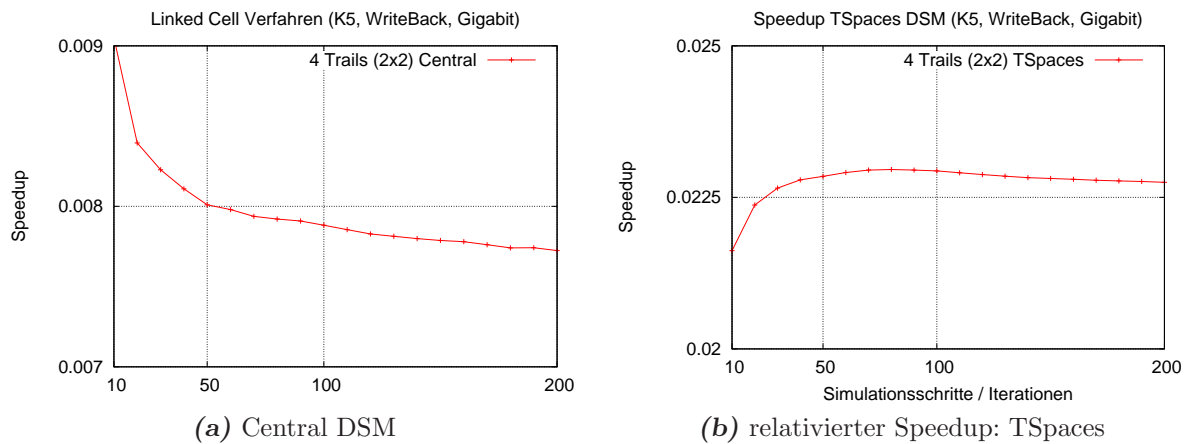 Linked Cell Verfahren (K5, WriteBack, Gigabit)
0.009
4 Trails (2x2) Central
Speedup
0.008
0.007
10
50
100
200
(a) Central DSM
Speedup TSpaces DSM (K5, WriteBack, Gigabit)
0.025
4 Trails (2x2) TSpaces
Speedup
0.0225
0.02
10
50
100
200
Simulationsschritte / Iterationen
(b) relativierter Speedup: TSpaces